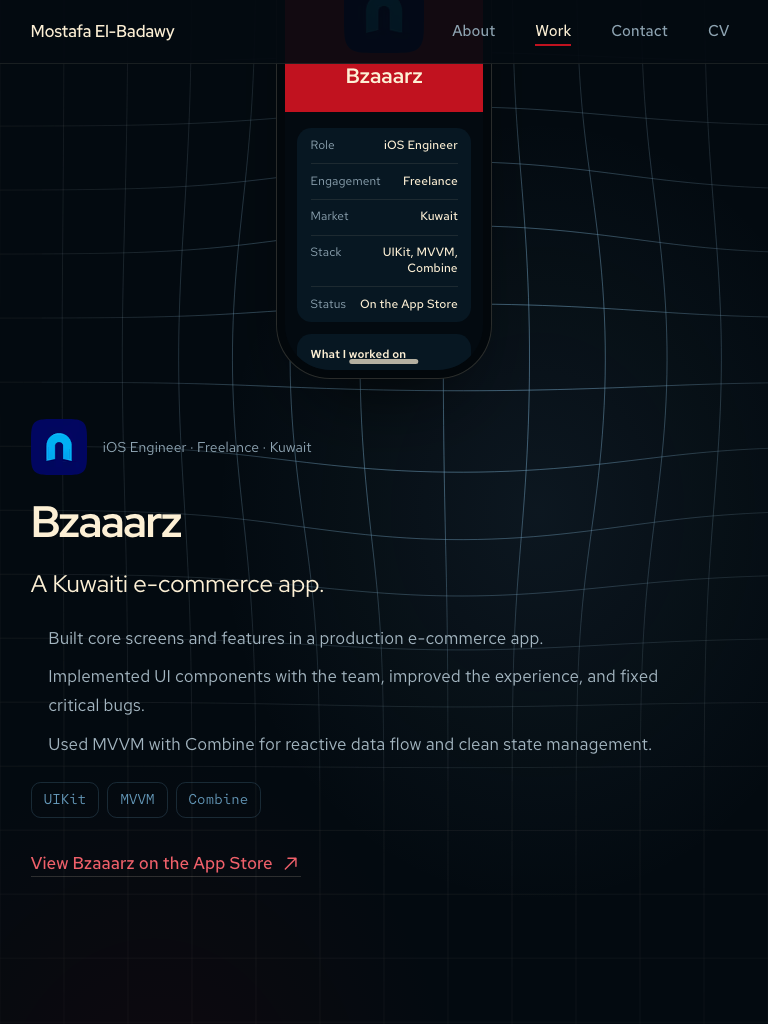 Mostafa El-Badawy
About
Work
Contact
CV
Bzaaarz
Role iOS Engineer
Engagement Freelance
Market Kuwait
Stack UIKit, MVVM,
Combine
Status On the App Store
What I worked on
iOS Engineer · Freelance · Kuwait
Bzaaarz
A Kuwaiti e-commerce app.
Built core screens and features in a production e-commerce app.
Implemented UI components with the team, improved the experience, and fixed
critical bugs.
Used MVVM with Combine for reactive data flow and clean state management.
UIKit
MVVM
Combine
View Bzaaarz on the App Store